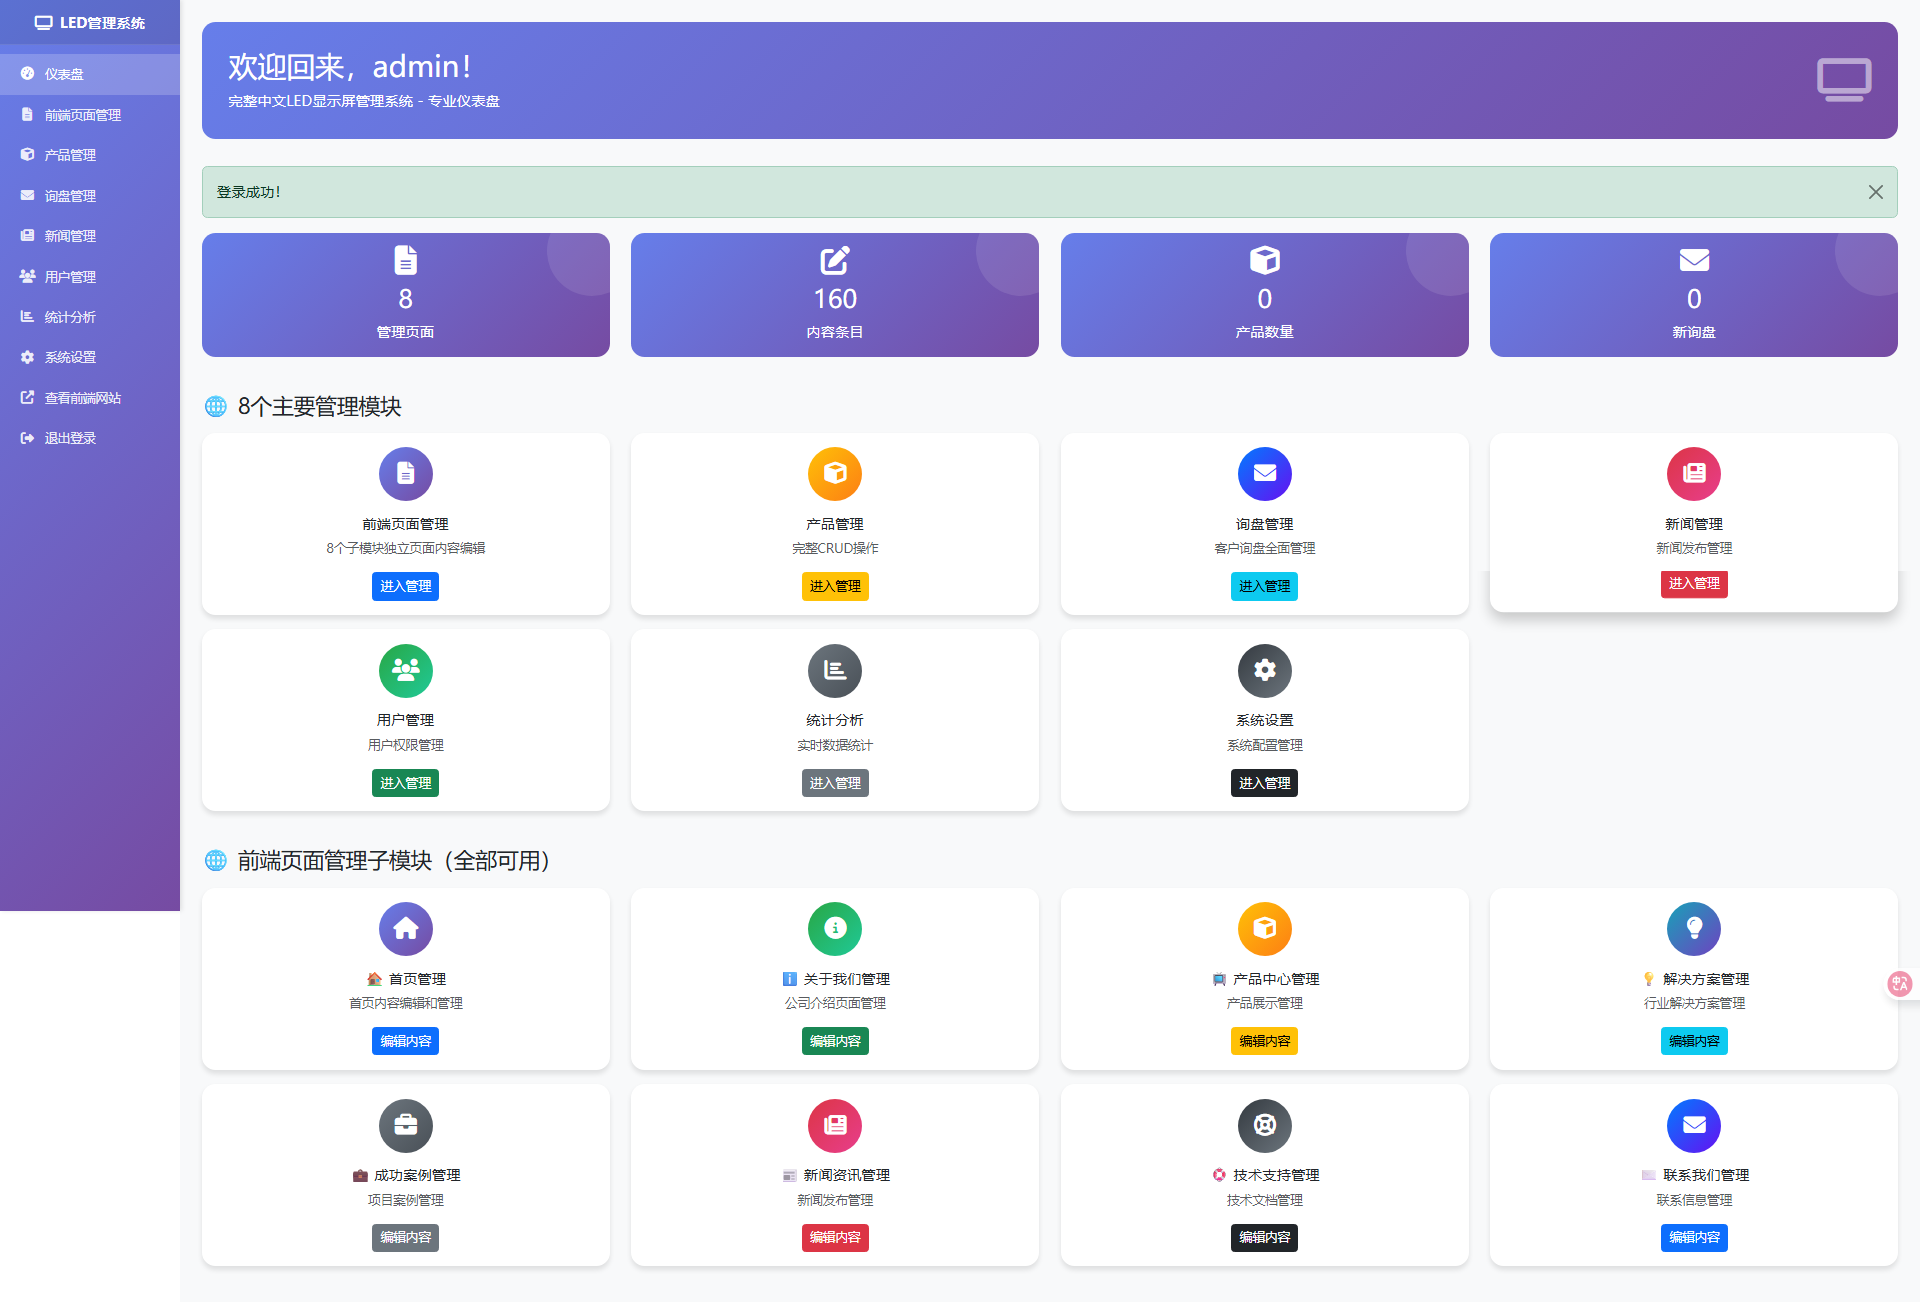 LED管理系统
仪表盘
前端页面管理
产品管理
询盘管理
新闻管理
用户管理
统计分析
系统设置
查看前端网站
退出登录
欢迎回来，admin！
完整中文LED显示屏管理系统 - 专业仪表盘
登录成功！
8
管理页面
160
内容条目
0
产品数量
0
新询盘
8个主要管理模块
前端页面管理
8个子模块独立页面内容编辑
进入管理
产品管理
完整CRUD操作
进入管理
询盘管理
客户询盘全面管理
进入管理
新闻管理
新闻发布管理
进入管理
用户管理
用户权限管理
进入管理
统计分析
实时数据统计
进入管理
系统设置
系统配置管理
进入管理
前端页面管理子模块（全部可用）
首页管理
首页内容编辑和管理
编辑内容
关于我们管理
公司介绍页面管理
编辑内容
产品中心管理
产品展示管理
编辑内容
解决方案管理
行业解决方案管理
编辑内容
成功案例管理
项目案例管理
编辑内容
新闻资讯管理
新闻发布管理
编辑内容
技术支持管理
技术文档管理
编辑内容
联系我们管理
联系信息管理
编辑内容